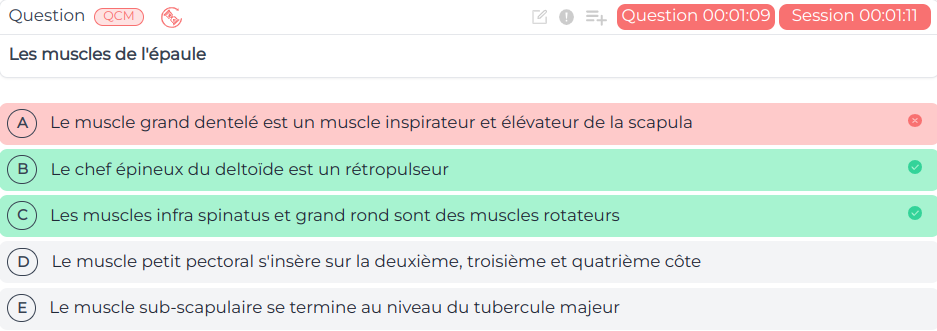 Question QCM Question 00:01:09 Session 00:01:11
Les muscles de l'épaule
A Le muscle grand dentelé est un muscle inspirateur et élévateur de la scapula
B Le chef épineux du deltoïde est un rétropulseur
C Les muscles infra spinatus et grand rond sont des muscles rotateurs
D Le muscle petit pectoral s'insère sur la deuxième, troisième et quatrième côte
E Le muscle sub-scapulaire se termine au niveau du tubercule majeur